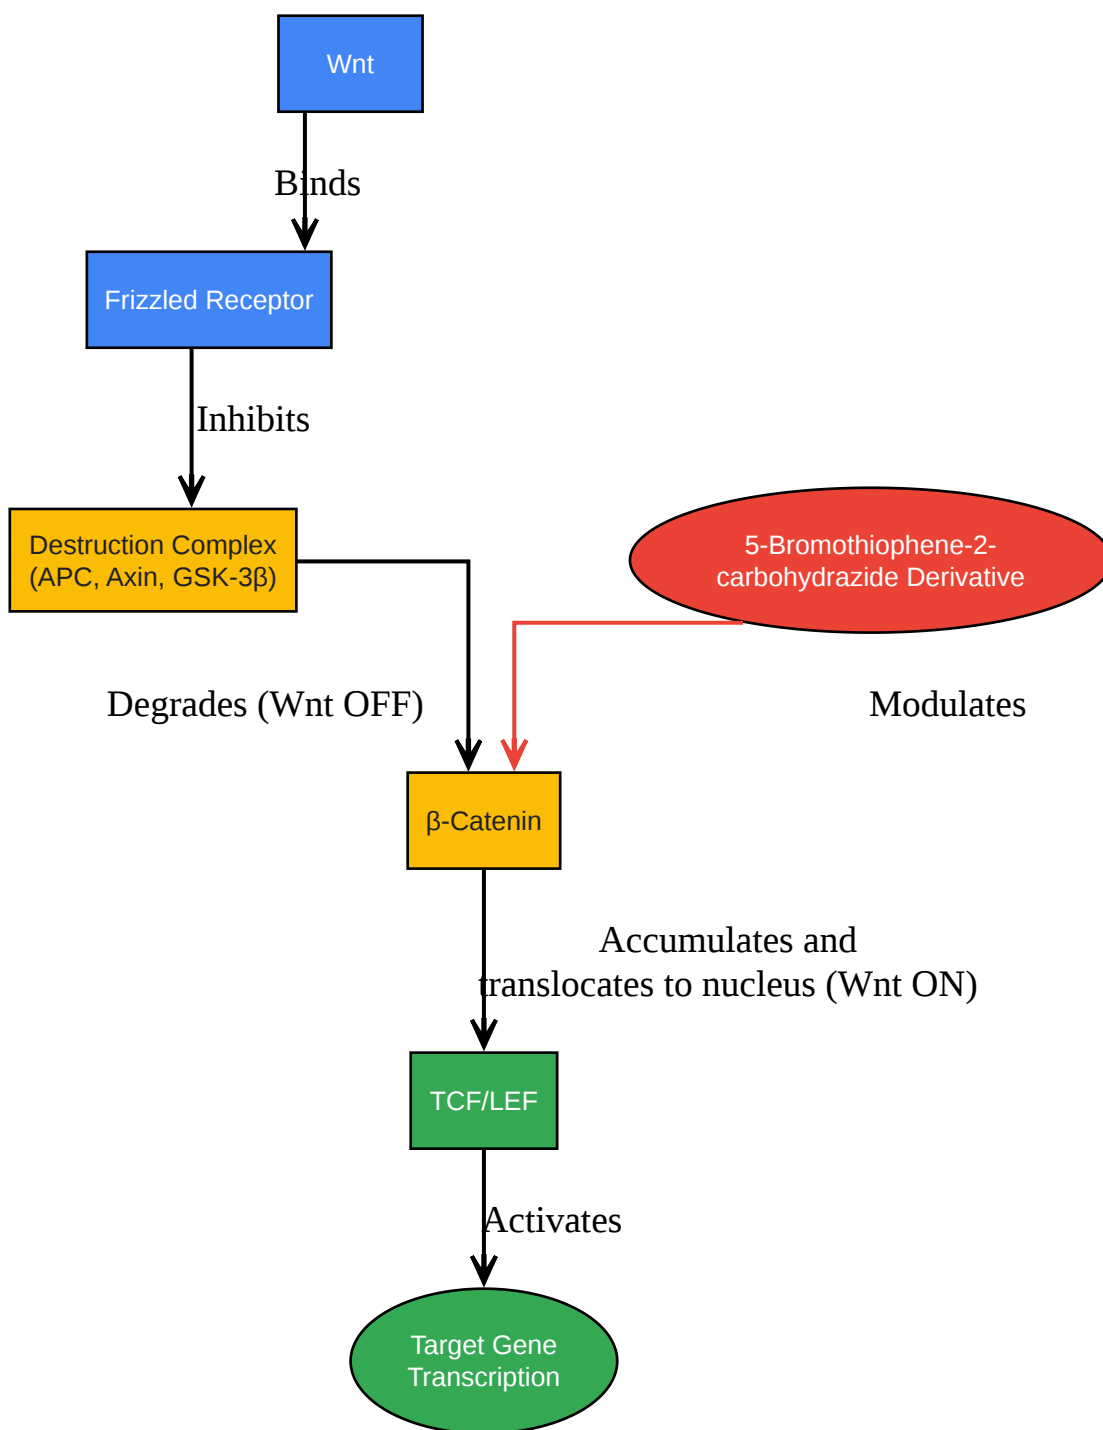 Wnt
Binds
Frizzled Receptor
Inhibits
Destruction Complex
(APC, Axin, GSK-3β)
5-Bromothiophene-2-
carbohydrazide Derivative
Degrades (Wnt OFF)
Modulates
β-Catenin
Accumulates and
translocates to nucleus (Wnt ON)
TCF/LEF
Activates
Target Gene
Transcription